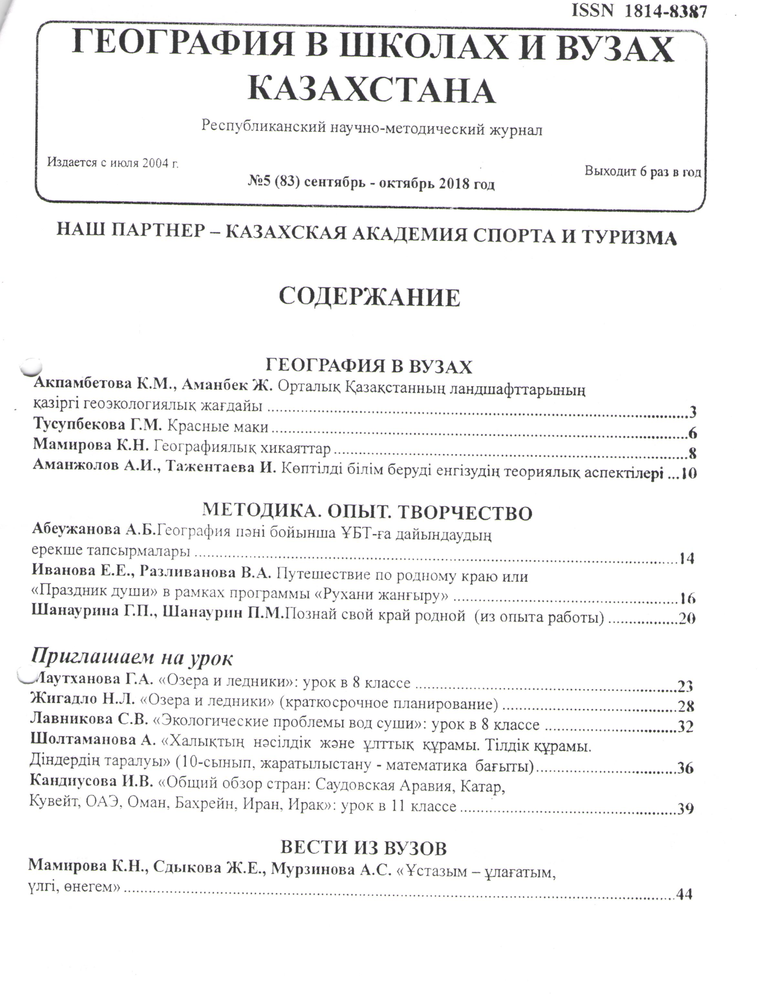 ISSN 1814-8387
ГЕОГРАФИЯ В ШКОЛАХ И ВУЗАХ
КАЗАХСТАНА
Республиканский научно-методический журнал
Издается с июля 2004 г.
Выходит 6 раз в год
№5 (83) сентябрь - октябрь 2018 год
НАШ ПАРТНЕР – КАЗАХСКАЯ АКАДЕМИЯ СПОРТА И ТУРИЗМА
СОДЕРЖАНИЕ
ГЕОГРАФИЯ В ВУЗАХ
Акпамбетова К.М., Аманбек Ж. Орталық Қазақстанның ландшафттарының
қазіргі геоэкологиялық жағдайы ........3
Тусупбекова Г.М. Красные маки ........6
Мамирова К.Н. Географиялық хикаяттар ........8
Аманжолов А.И., Тажентаева И. Көптілді білім беруді енгізудің теориялық аспектілері ...10
МЕТОДИКА. ОПЫТ. ТВОРЧЕСТВО
Абеужанова А.Б.География пәні бойынша ҰБТ-ға дайындаудың
ерекше тапсырмалары ........14
Иванова Е.Е., Разливанова В.А. Путешествие по родному краю или
«Праздник души» в рамках программы «Рухани жанғыру» ........16
Шанаурина Г.П., Шанаурин П.М.Познай свой край родной (из опыта работы) ........20
Приглашаем на урок
Г.А. «Озера и ледники»: урок в 8 классе ........23
Жигадло Н.Л. «Озера и ледники» (краткосрочное планирование) ........28
Лавникова С.В. «Экологические проблемы вод суши»: урок в 8 классе ........32
Шолтаманова А. «Халықтың нәсілдік және ұлттық құрамы. Тілдік құрамы.
Діндердің таралуы» (10-сынып, жаратылыстану - математика бағыты)........36
Кандиусова И.В. «Общий обзор стран: Саудовская Аравия, Катар,
Кувейт, ОАЭ, Оман, Бахрейн, Иран, Ирак»: урок в 11 классе ........39
ВЕСТИ ИЗ ВУЗОВ
Мамирова К.Н., Сдыкова Ж.Е., Мурзинова А.С. «Ұстазым – ұлағатым,
үлгі, өнегем» ........44